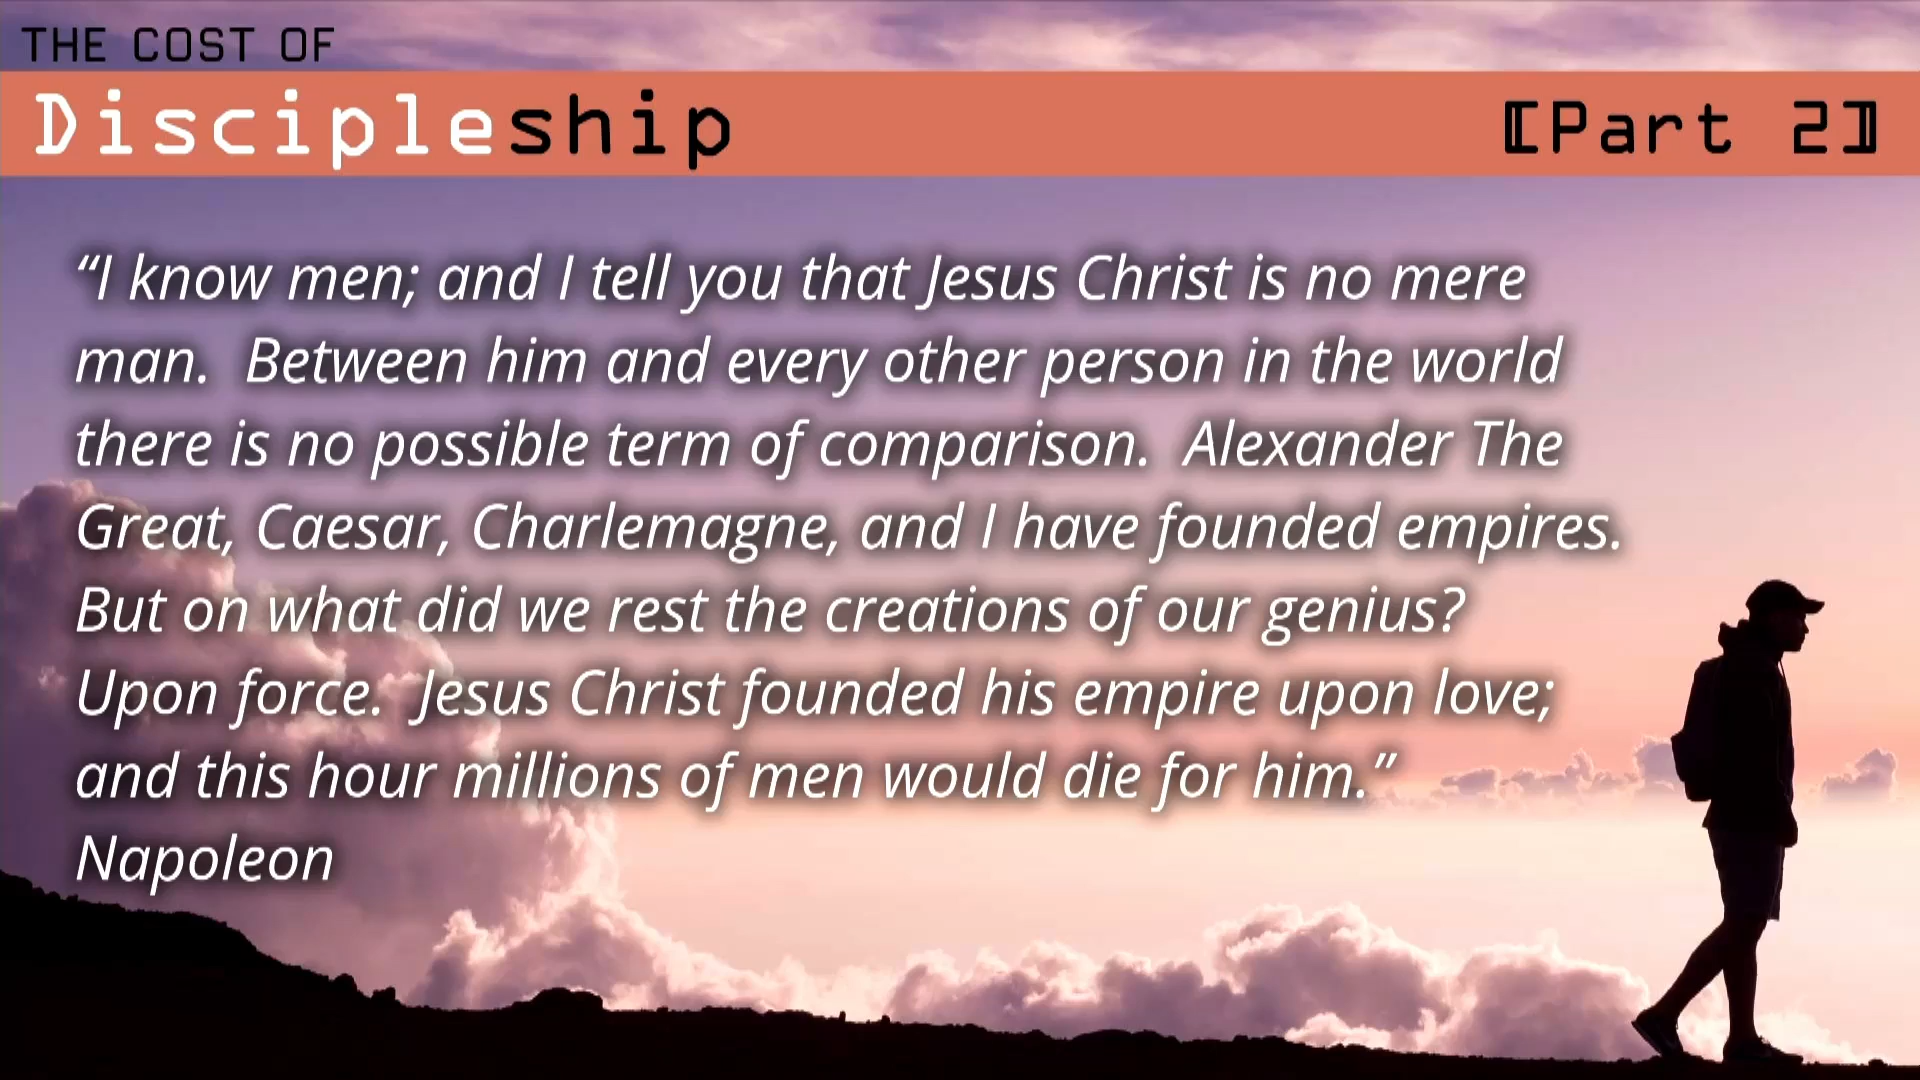 THE COST OF
Discipleship
[Part 2]
“I know men; and I tell you that Jesus Christ is no mere
man.  Between him and every other person in the world
there is no possible term of comparison.  Alexander The
Great, Caesar, Charlemagne, and I have founded empires.
But on what did we rest the creations of our genius?
Upon force.  Jesus Christ founded his empire upon love;
and this hour millions of men would die for him.”
Napoleon